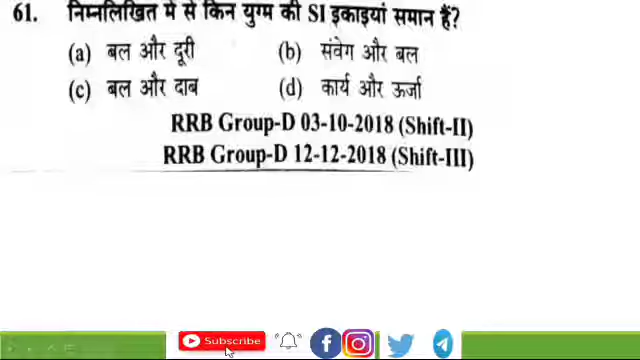 61. निम्नलिखित में से किन युग्म की SI इकाइयां समान हैं?
(a) बल और दूरी (b) संवेग और बल
(c) बल और दाब (d) कार्य और ऊर्जा
RRB Group-D 03-10-2018 (Shift-II)
RRB Group-D 12-12-2018 (Shift-III)
Subscribe